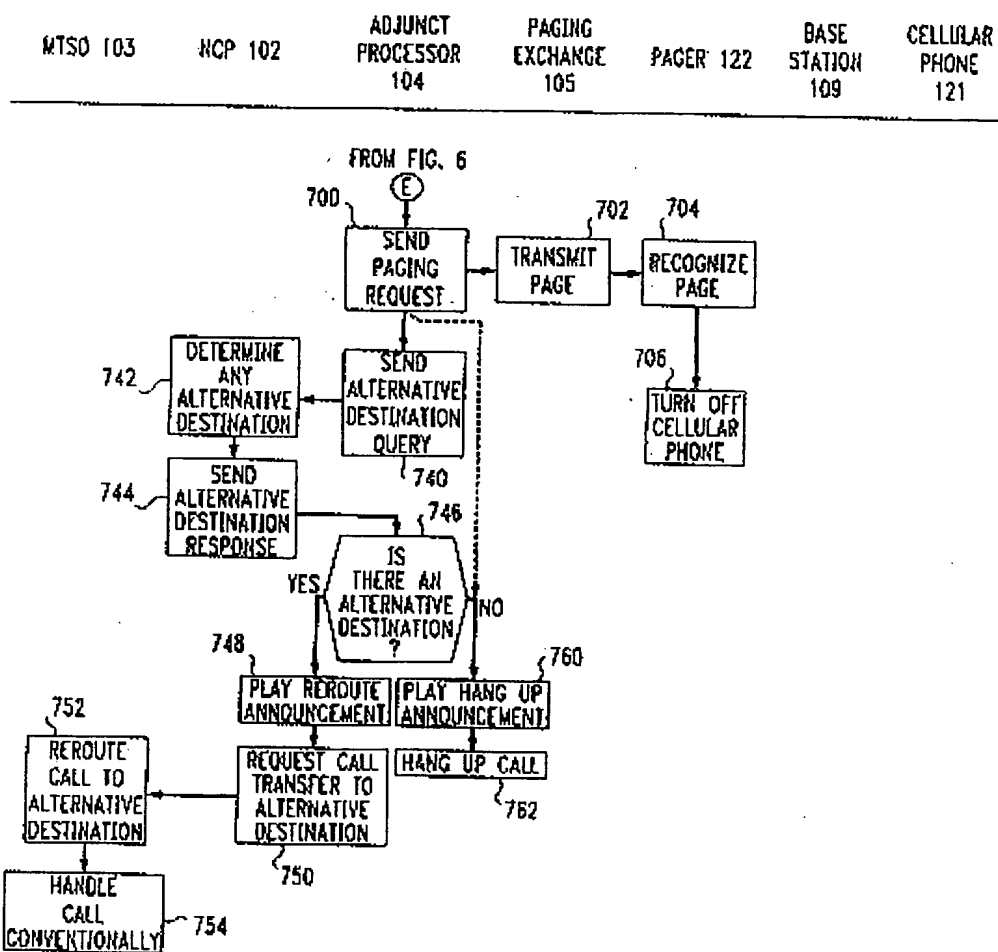 MTSO 103
NCP 102
ADJUNCT
PROCESSOR
104
PAGING
EXCHANGE
105
PAGER 122
BASE
STATION
109
CELLULAR
PHONE
121
FROM FIG. 6
E
700
SEND
PAGING
REQUEST
702
TRANSMIT
PAGE
704
RECOGNIZE
PAGE
706
TURN OFF
CELLULAR
PHONE
742
DETERMINE
ANY
ALTERNATIVE
DESTINATION
SEND
ALTERNATIVE
DESTINATION
QUERY
740
744
SEND
ALTERNATIVE
DESTINATION
RESPONSE
746
IS
THERE AN
ALTERNATIVE
DESTINATION
?
YES
NO
748
PLAY REROUTE
ANNOUNCEMENT
760
PLAY HANG UP
ANNOUNCEMENT
752
REROUTE
CALL TO
ALTERNATIVE
DESTINATION
REQUEST CALL
TRANSFER TO
ALTERNATIVE
DESTINATION
750
HANG UP CALL
762
HANDLE
CALL
CONVENTIONALLY
754